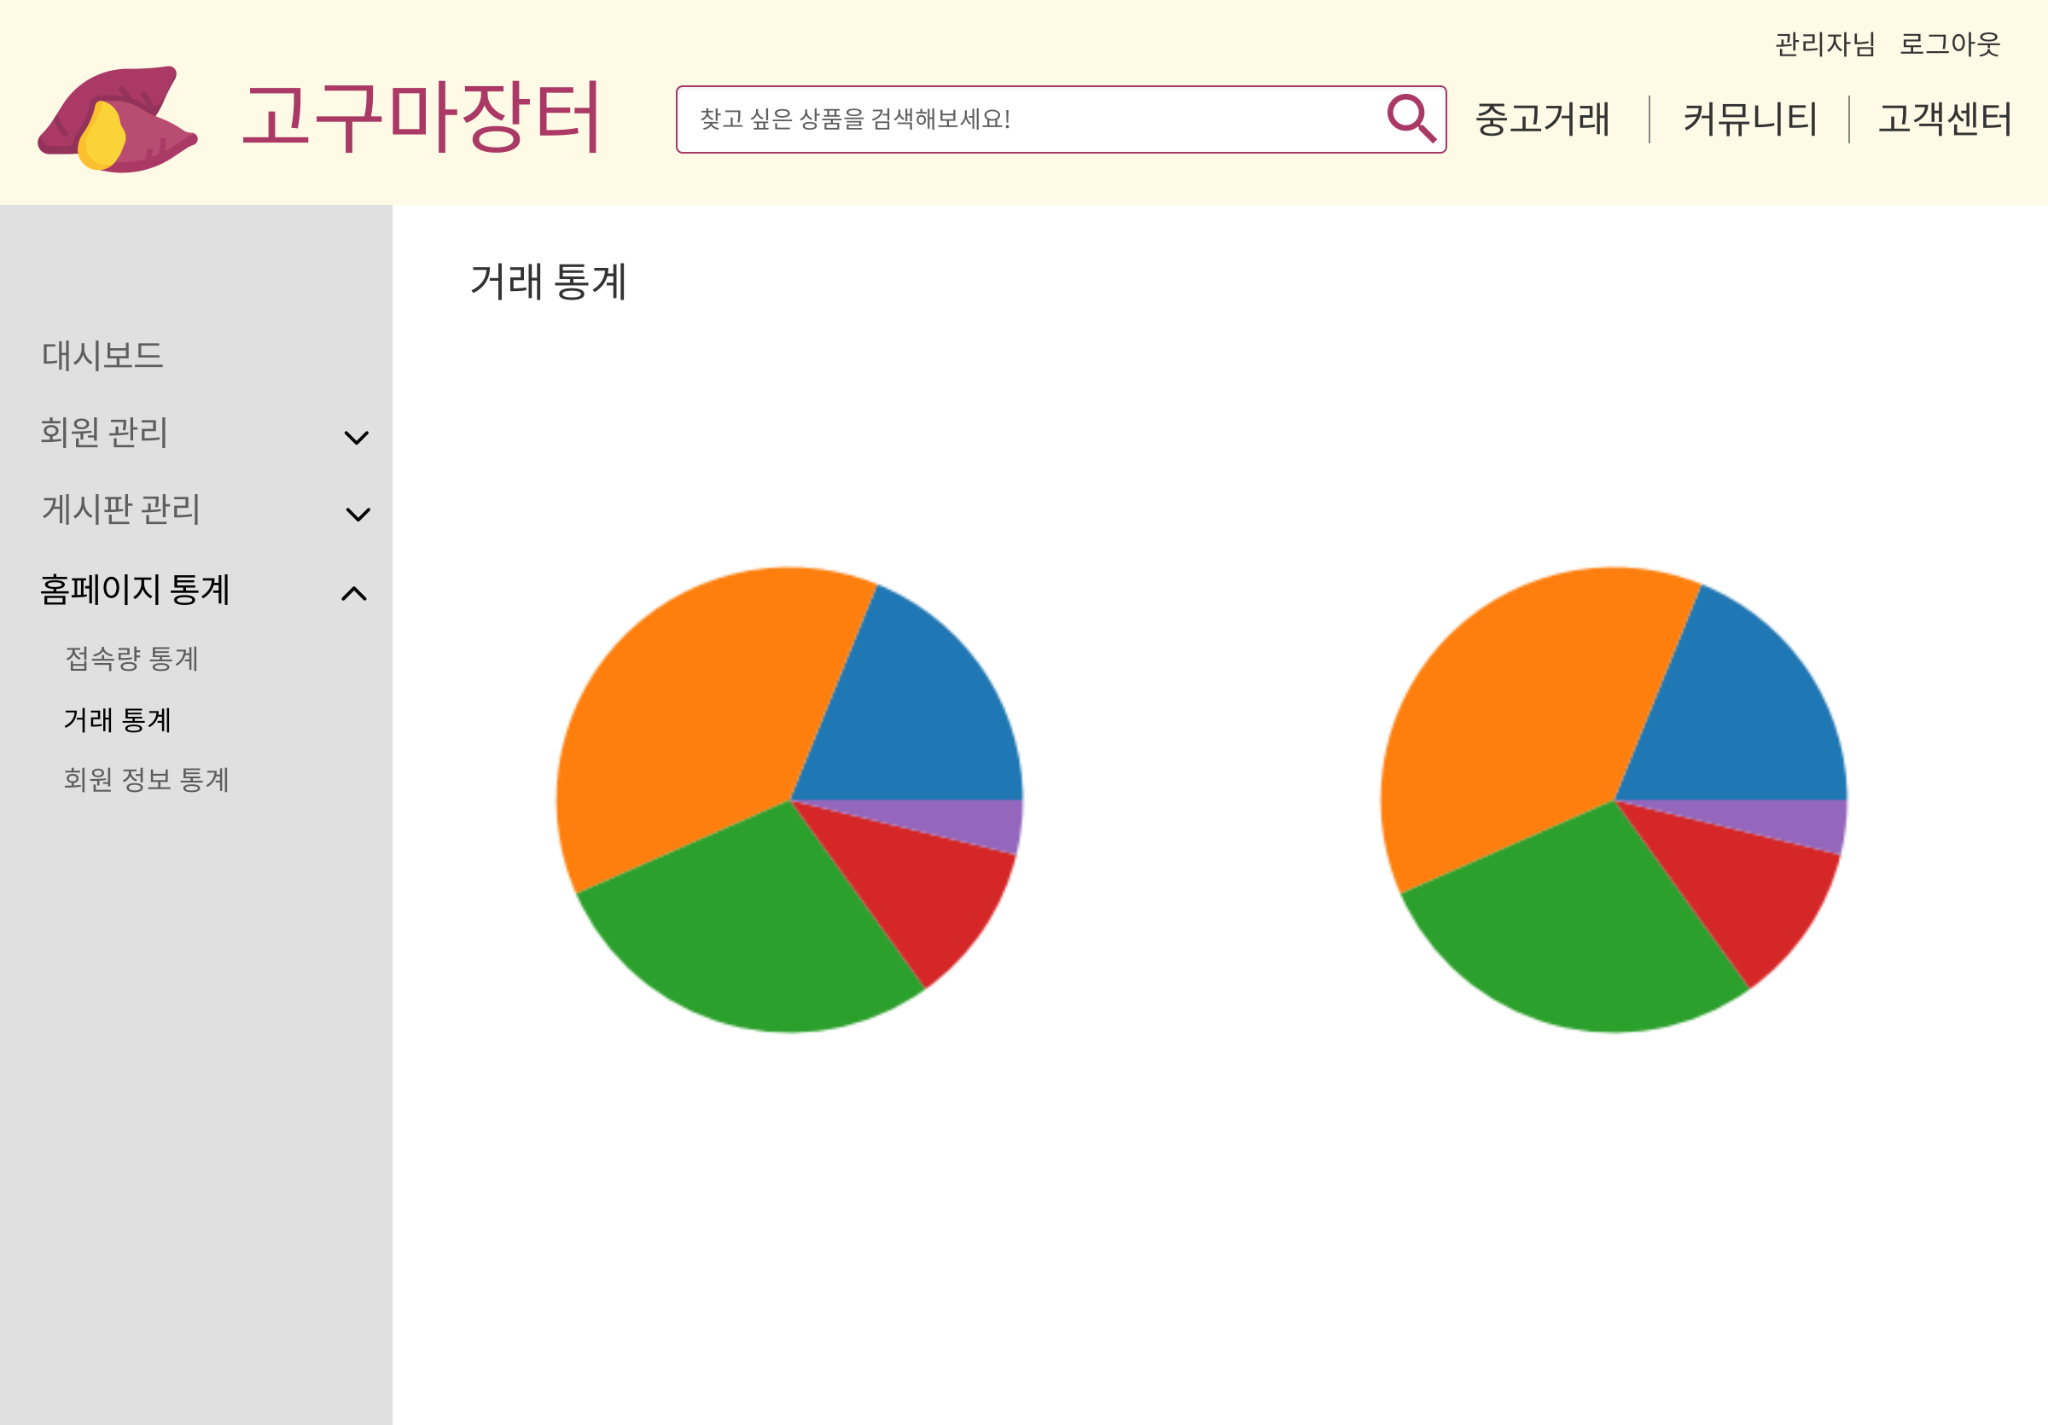 관리자님 로그아웃
고구마장터
찾고 싶은 상품을 검색해보세요!
중고거래 커뮤니티 고객센터
거래 통계
대시보드
회원 관리
게시판 관리
홈페이지 통계
접속량 통계
거래 통계
회원 정보 통계